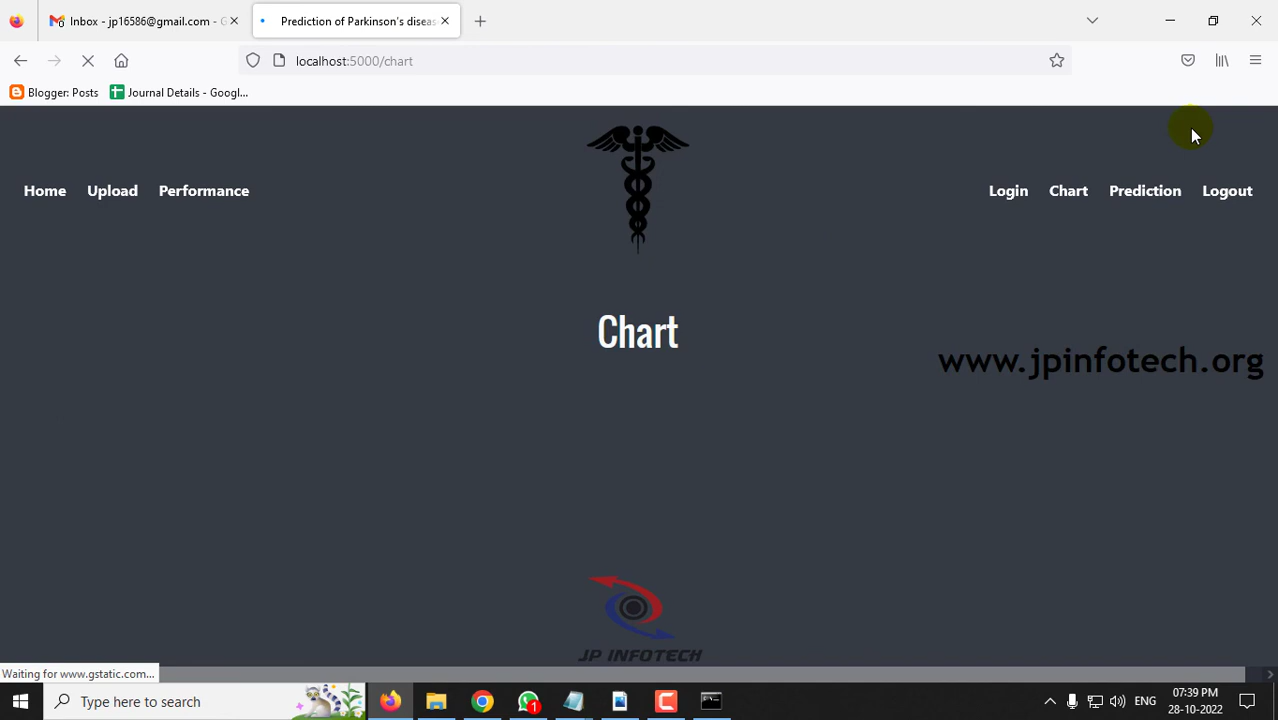 Inbox - jp16586@gmail.com - G
Prediction of Parkinson's diseas
localhost:5000/chart
Blogger: Posts
Journal Details - Googl...
Home
Upload
Performance
Login
Chart
Prediction
Logout
Chart
www.jpinfotech.org
JP INFOTECH
Waiting for www.gstatic.com...
Type here to search
1
ENG
07:39 PM
28-10-2022